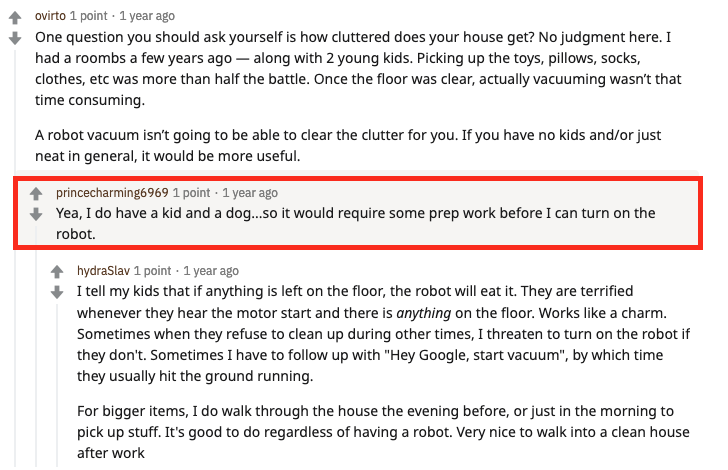 ovirto 1 point · 1 year ago
One question you should ask yourself is how cluttered does your house get? No judgment here. I
had a roombs a few years ago — along with 2 young kids. Picking up the toys, pillows, socks,
clothes, etc was more than half the battle. Once the floor was clear, actually vacuuming wasn't that
time consuming.
A robot vacuum isn't going to be able to clear the clutter for you. If you have no kids and/or just
neat in general, it would be more useful.
princecharming6969 1 point · 1 year ago
Yea, I do have a kid and a dog...so it would require some prep work before I can turn on the
robot.
hydraSlav 1 point · 1 year ago
I tell my kids that if anything is left on the floor, the robot will eat it. They are terrified
whenever they hear the motor start and there is anything on the floor. Works like a charm.
Sometimes when they refuse to clean up during other times, I threaten to turn on the robot if
they don't. Sometimes I have to follow up with "Hey Google, start vacuum", by which time
they usually hit the ground running.
For bigger items, I do walk through the house the evening before, or just in the morning to
pick up stuff. It's good to do regardless of having a robot. Very nice to walk into a clean house
after work